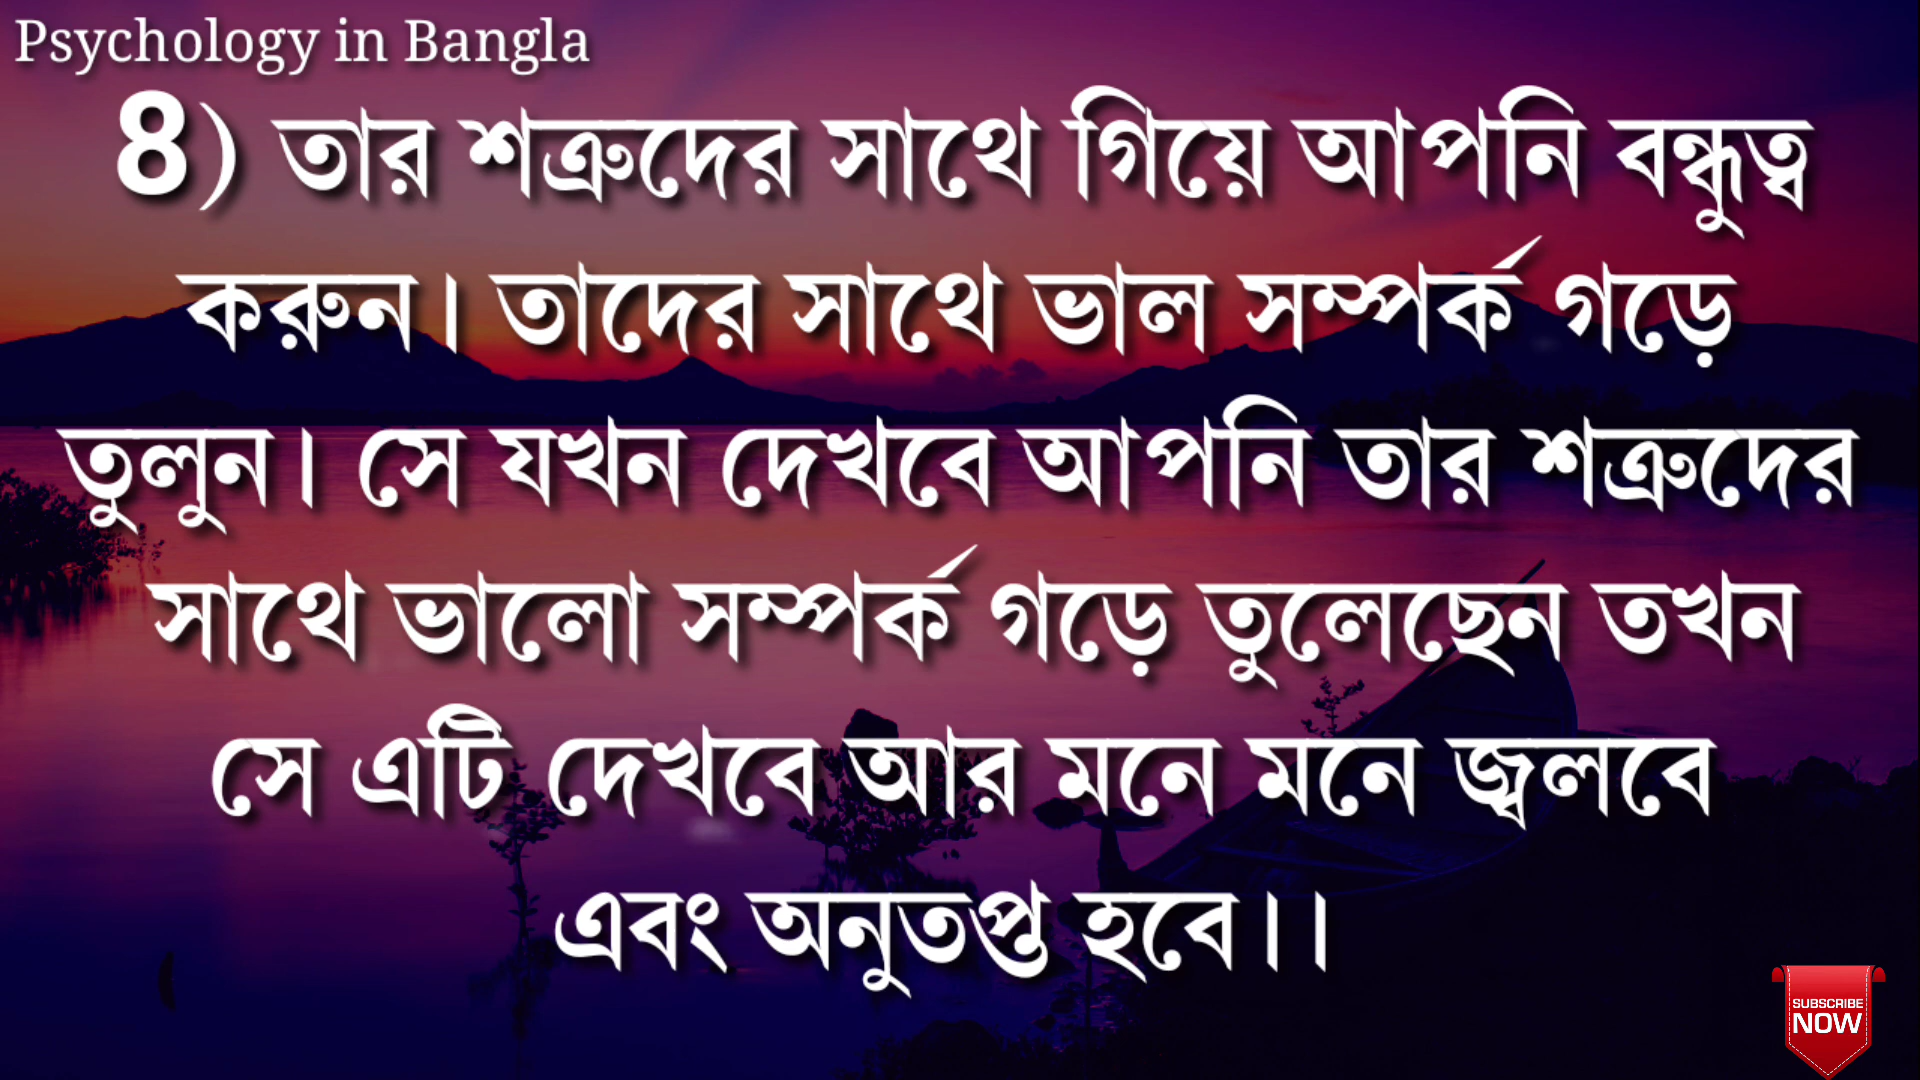 Psychology in Bangla
৪) তার শত্রুদের সাথে গিয়ে আপনি বন্ধুত্ব
করুন। তাদের সাথে ভাল সম্পর্ক গড়ে
তুলুন। সে যখন দেখবে আপনি তার শত্রুদের
সাথে ভালো সম্পর্ক গড়ে তুলেছেন তখন
সে এটি দেখবে আর মনে মনে জ্বলবে
এবং অনুতপ্ত হবে।।
SUBSCRIBE
NOW